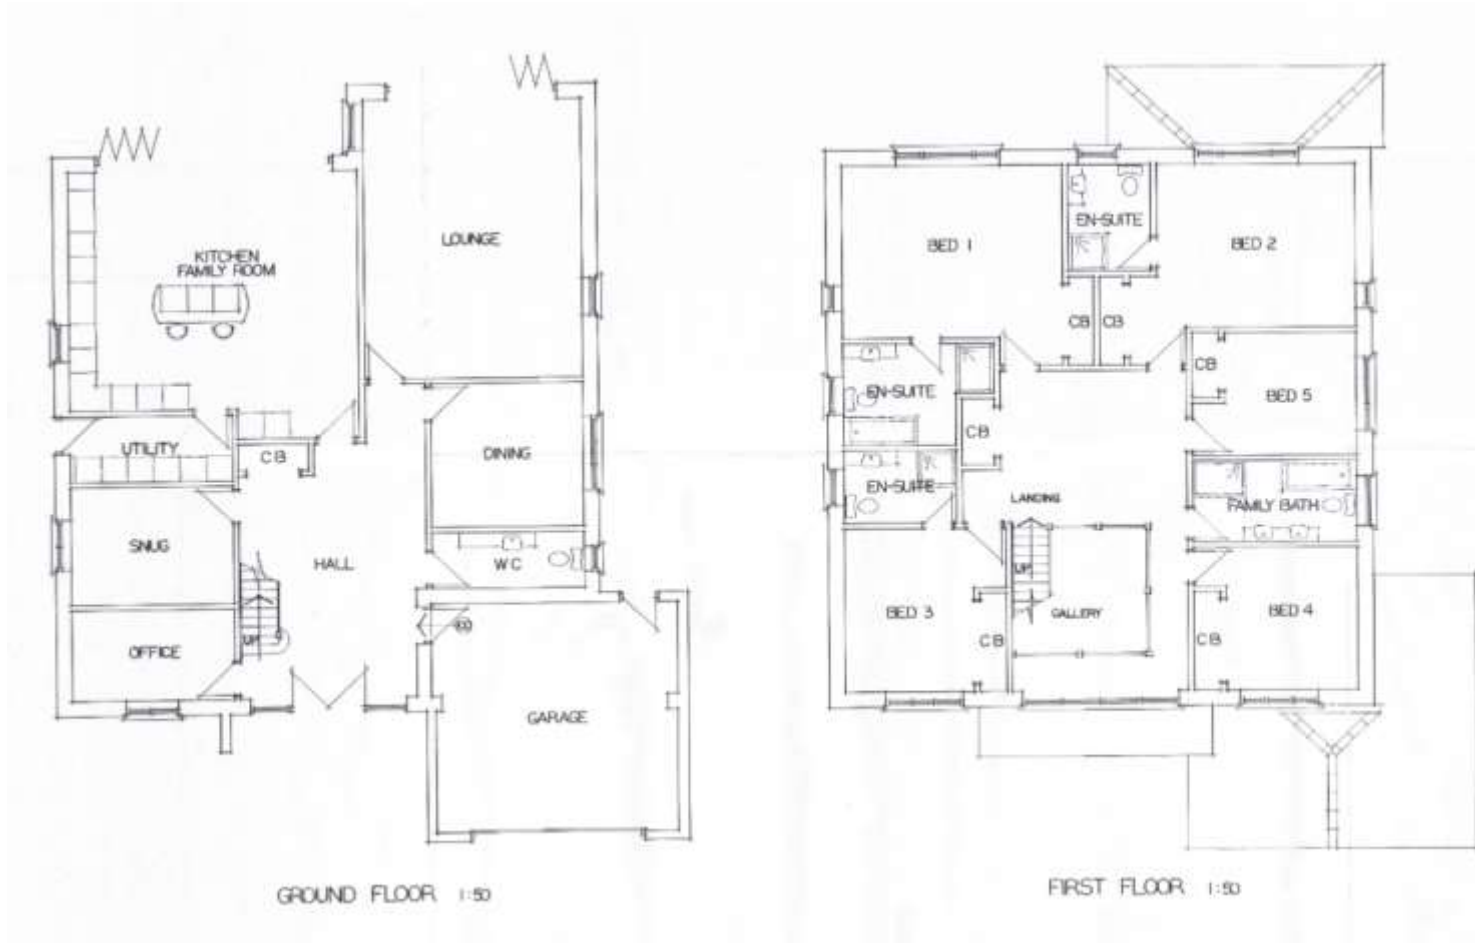 KITCHEN
FAMILY ROOM
LOUNGE
UTILITY
CB
DINING
SNUG
HALL
WC
UP
OFFICE
GARAGE
GROUND FLOOR 1:50
BED 1
EN-SUITE
BED 2
CB
CB
EN-SUITE
CB
BED 5
CB
EN-SUITE
LANDING
FAMILY BATH
UP
BED 3
GALLERY
BED 4
CB
CB
FIRST FLOOR 1:50